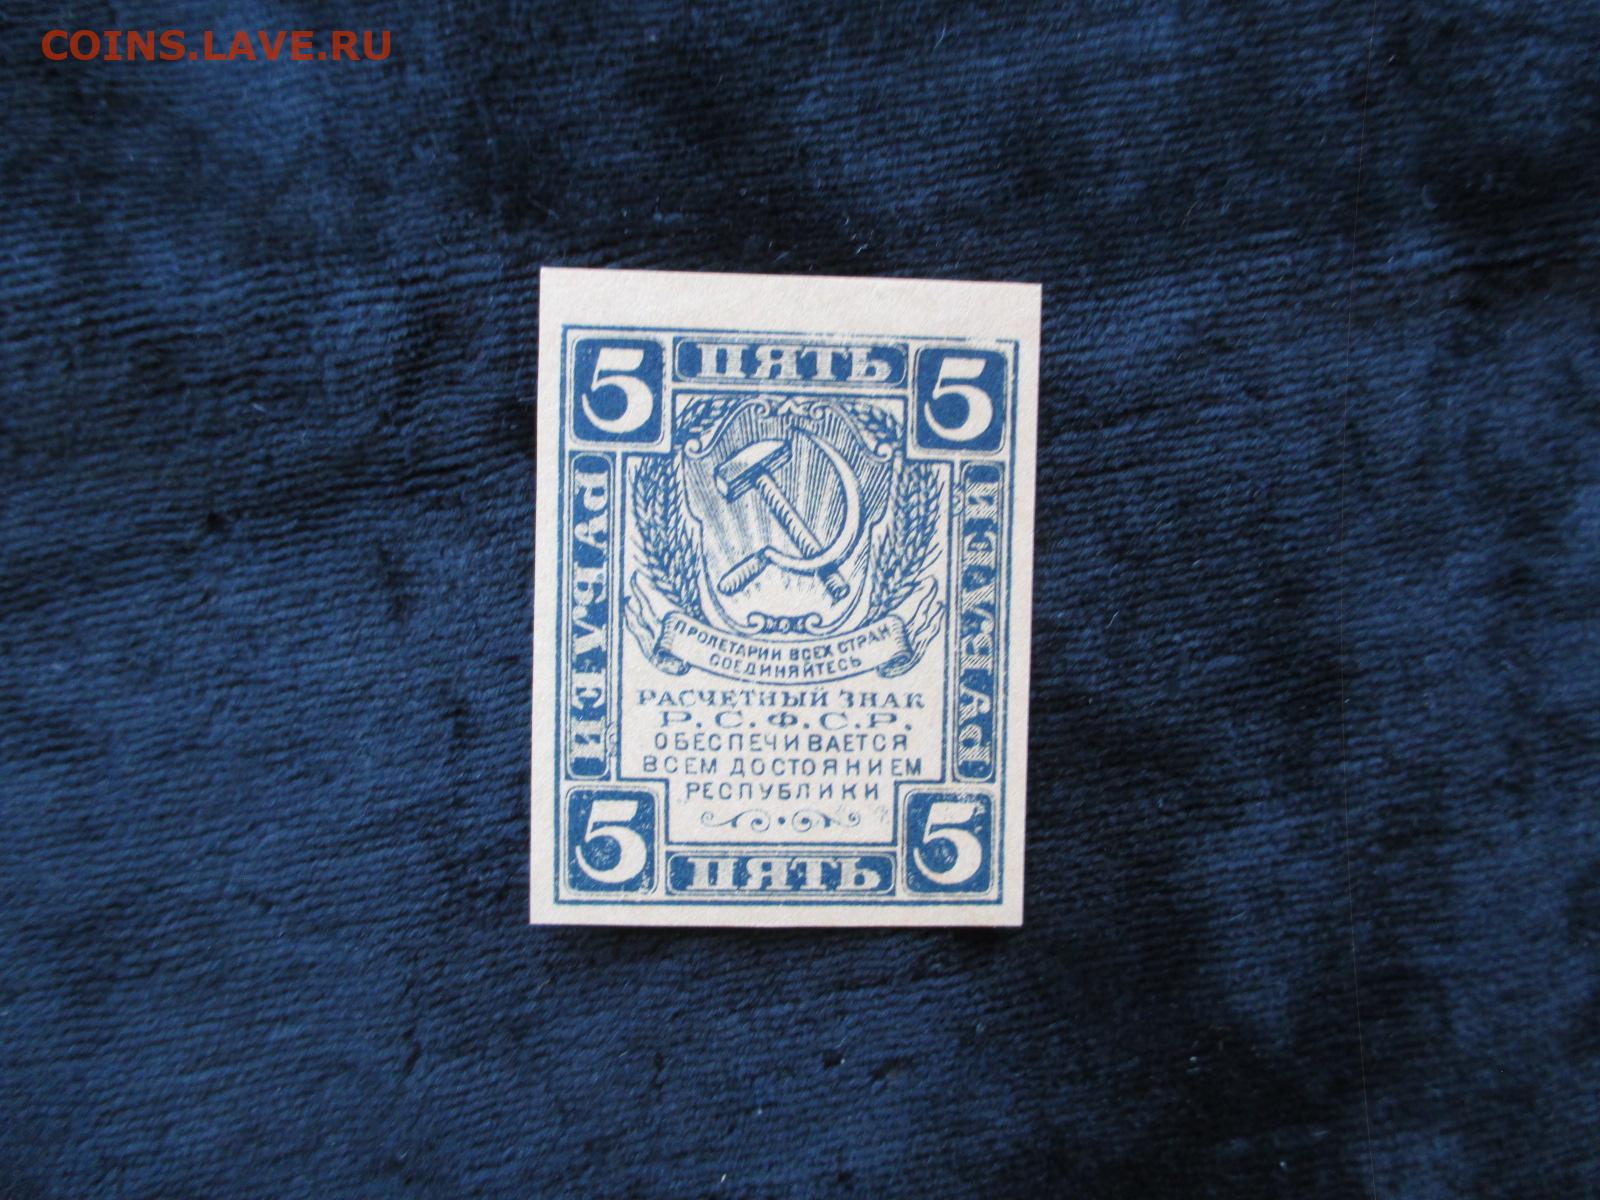 COINS.LAVE.RU
5 ПЯТЬ 5
РУБЛЕЙ
РУБЛЕЙ
ПРОЛЕТАРИИ ВСЕХ СТРАН
СОЕДИНЯЙТЕСЬ
РАСЧЕТНЫЙ ЗНАК
Р.С.Ф.С.Р.
ОБЕСПЕЧИВАЕТСЯ
ВСЕМ ДОСТОЯНИЕМ
РЕСПУБЛИКИ
5 ПЯТЬ 5